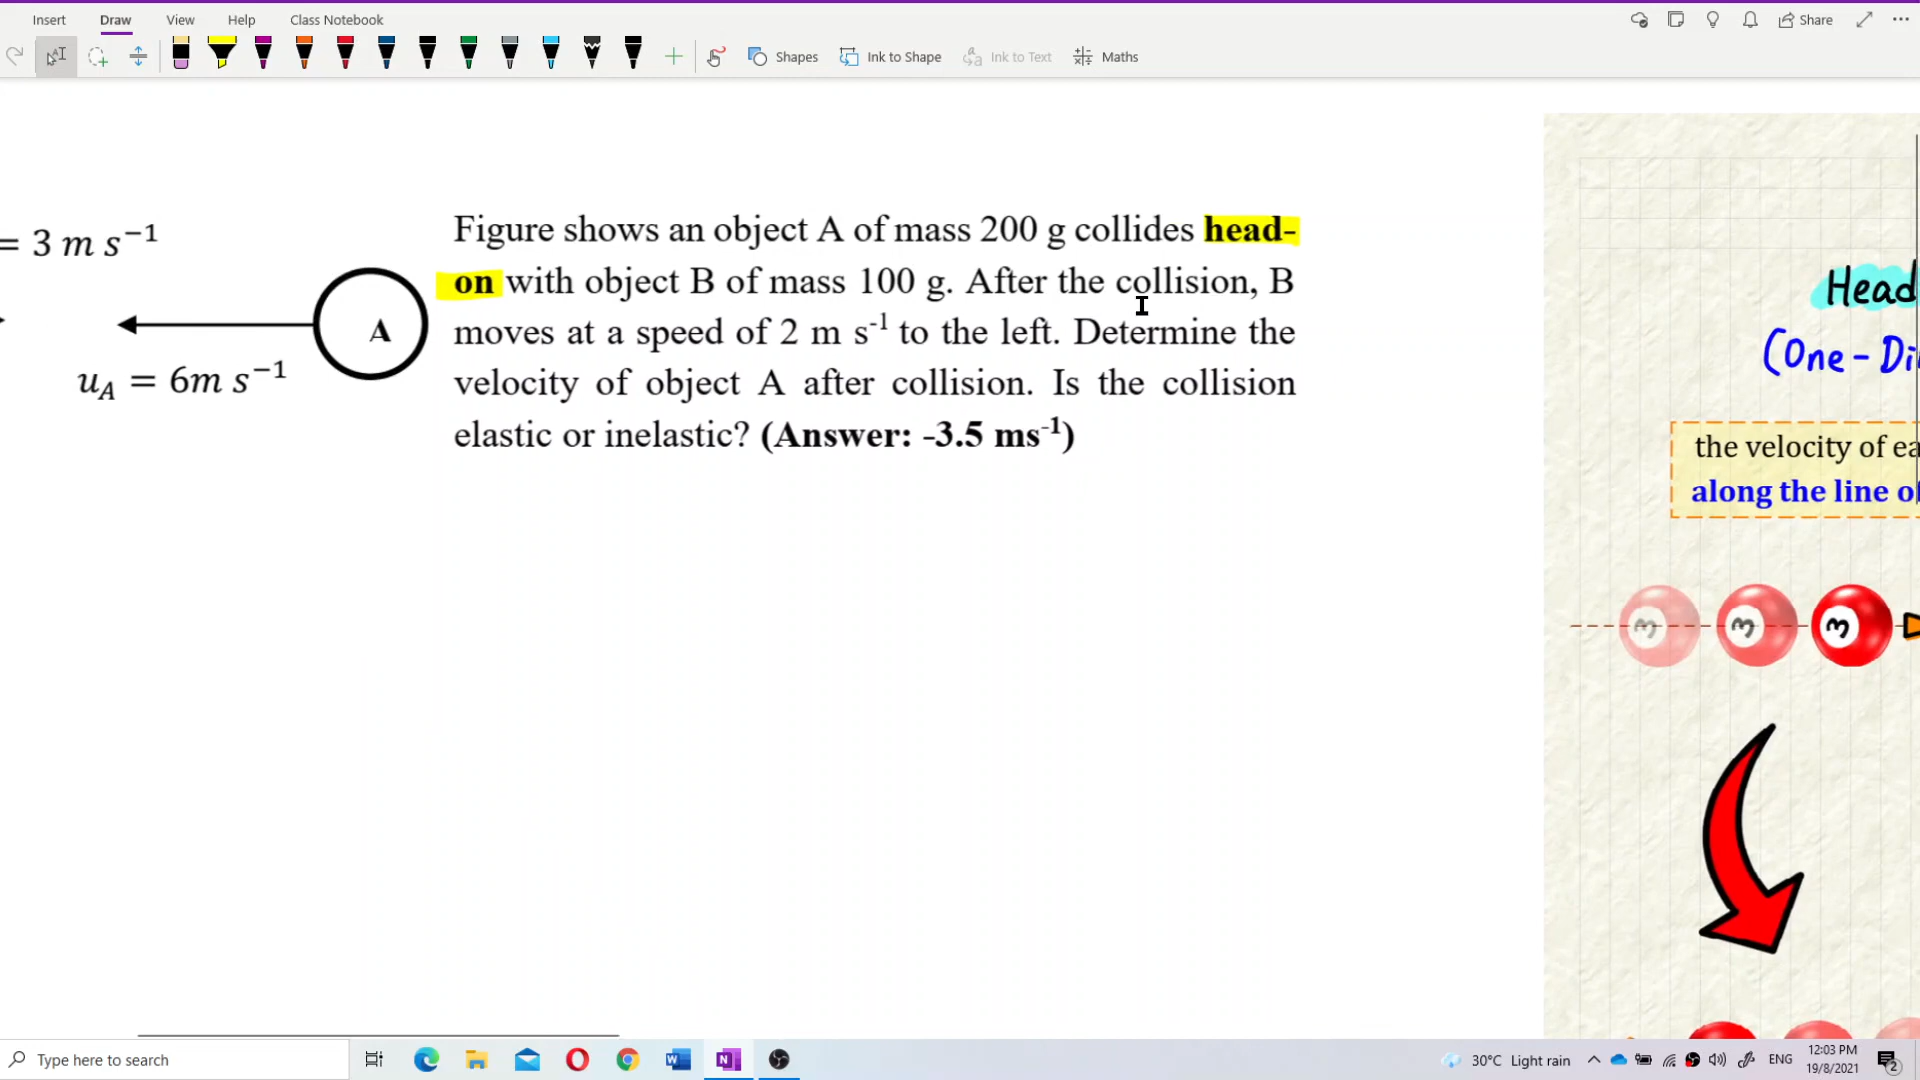 Insert Draw View Help Class Notebook
Share
Shapes Ink to Shape Ink to Text Maths
= 3 m s⁻¹
A
u_A = 6m s⁻¹
Figure shows an object A of mass 200 g collides head-
on with object B of mass 100 g. After the collision, B
moves at a speed of 2 m s⁻¹ to the left. Determine the
velocity of object A after collision. Is the collision
elastic or inelastic? (Answer: -3.5 ms⁻¹)
Head
(One-Di
the velocity of ea
along the line o
3 3 3
Type here to search
30°C Light rain
ENG
12:03 PM
19/8/2021
2